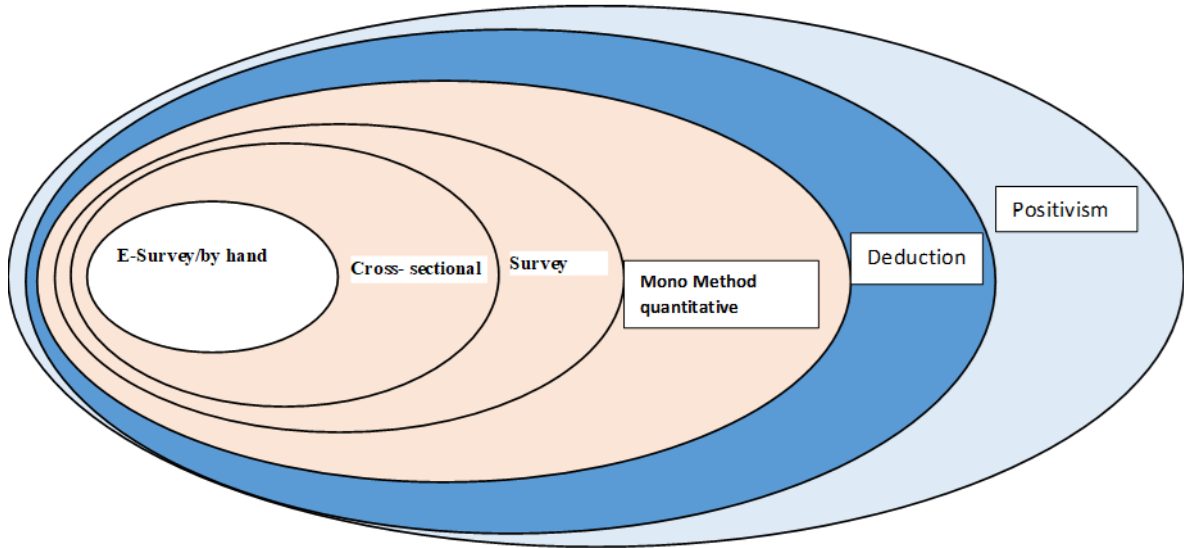 E-Survey/by hand
Cross- sectional
Survey
Mono Method
quantitative
Deduction
Positivism